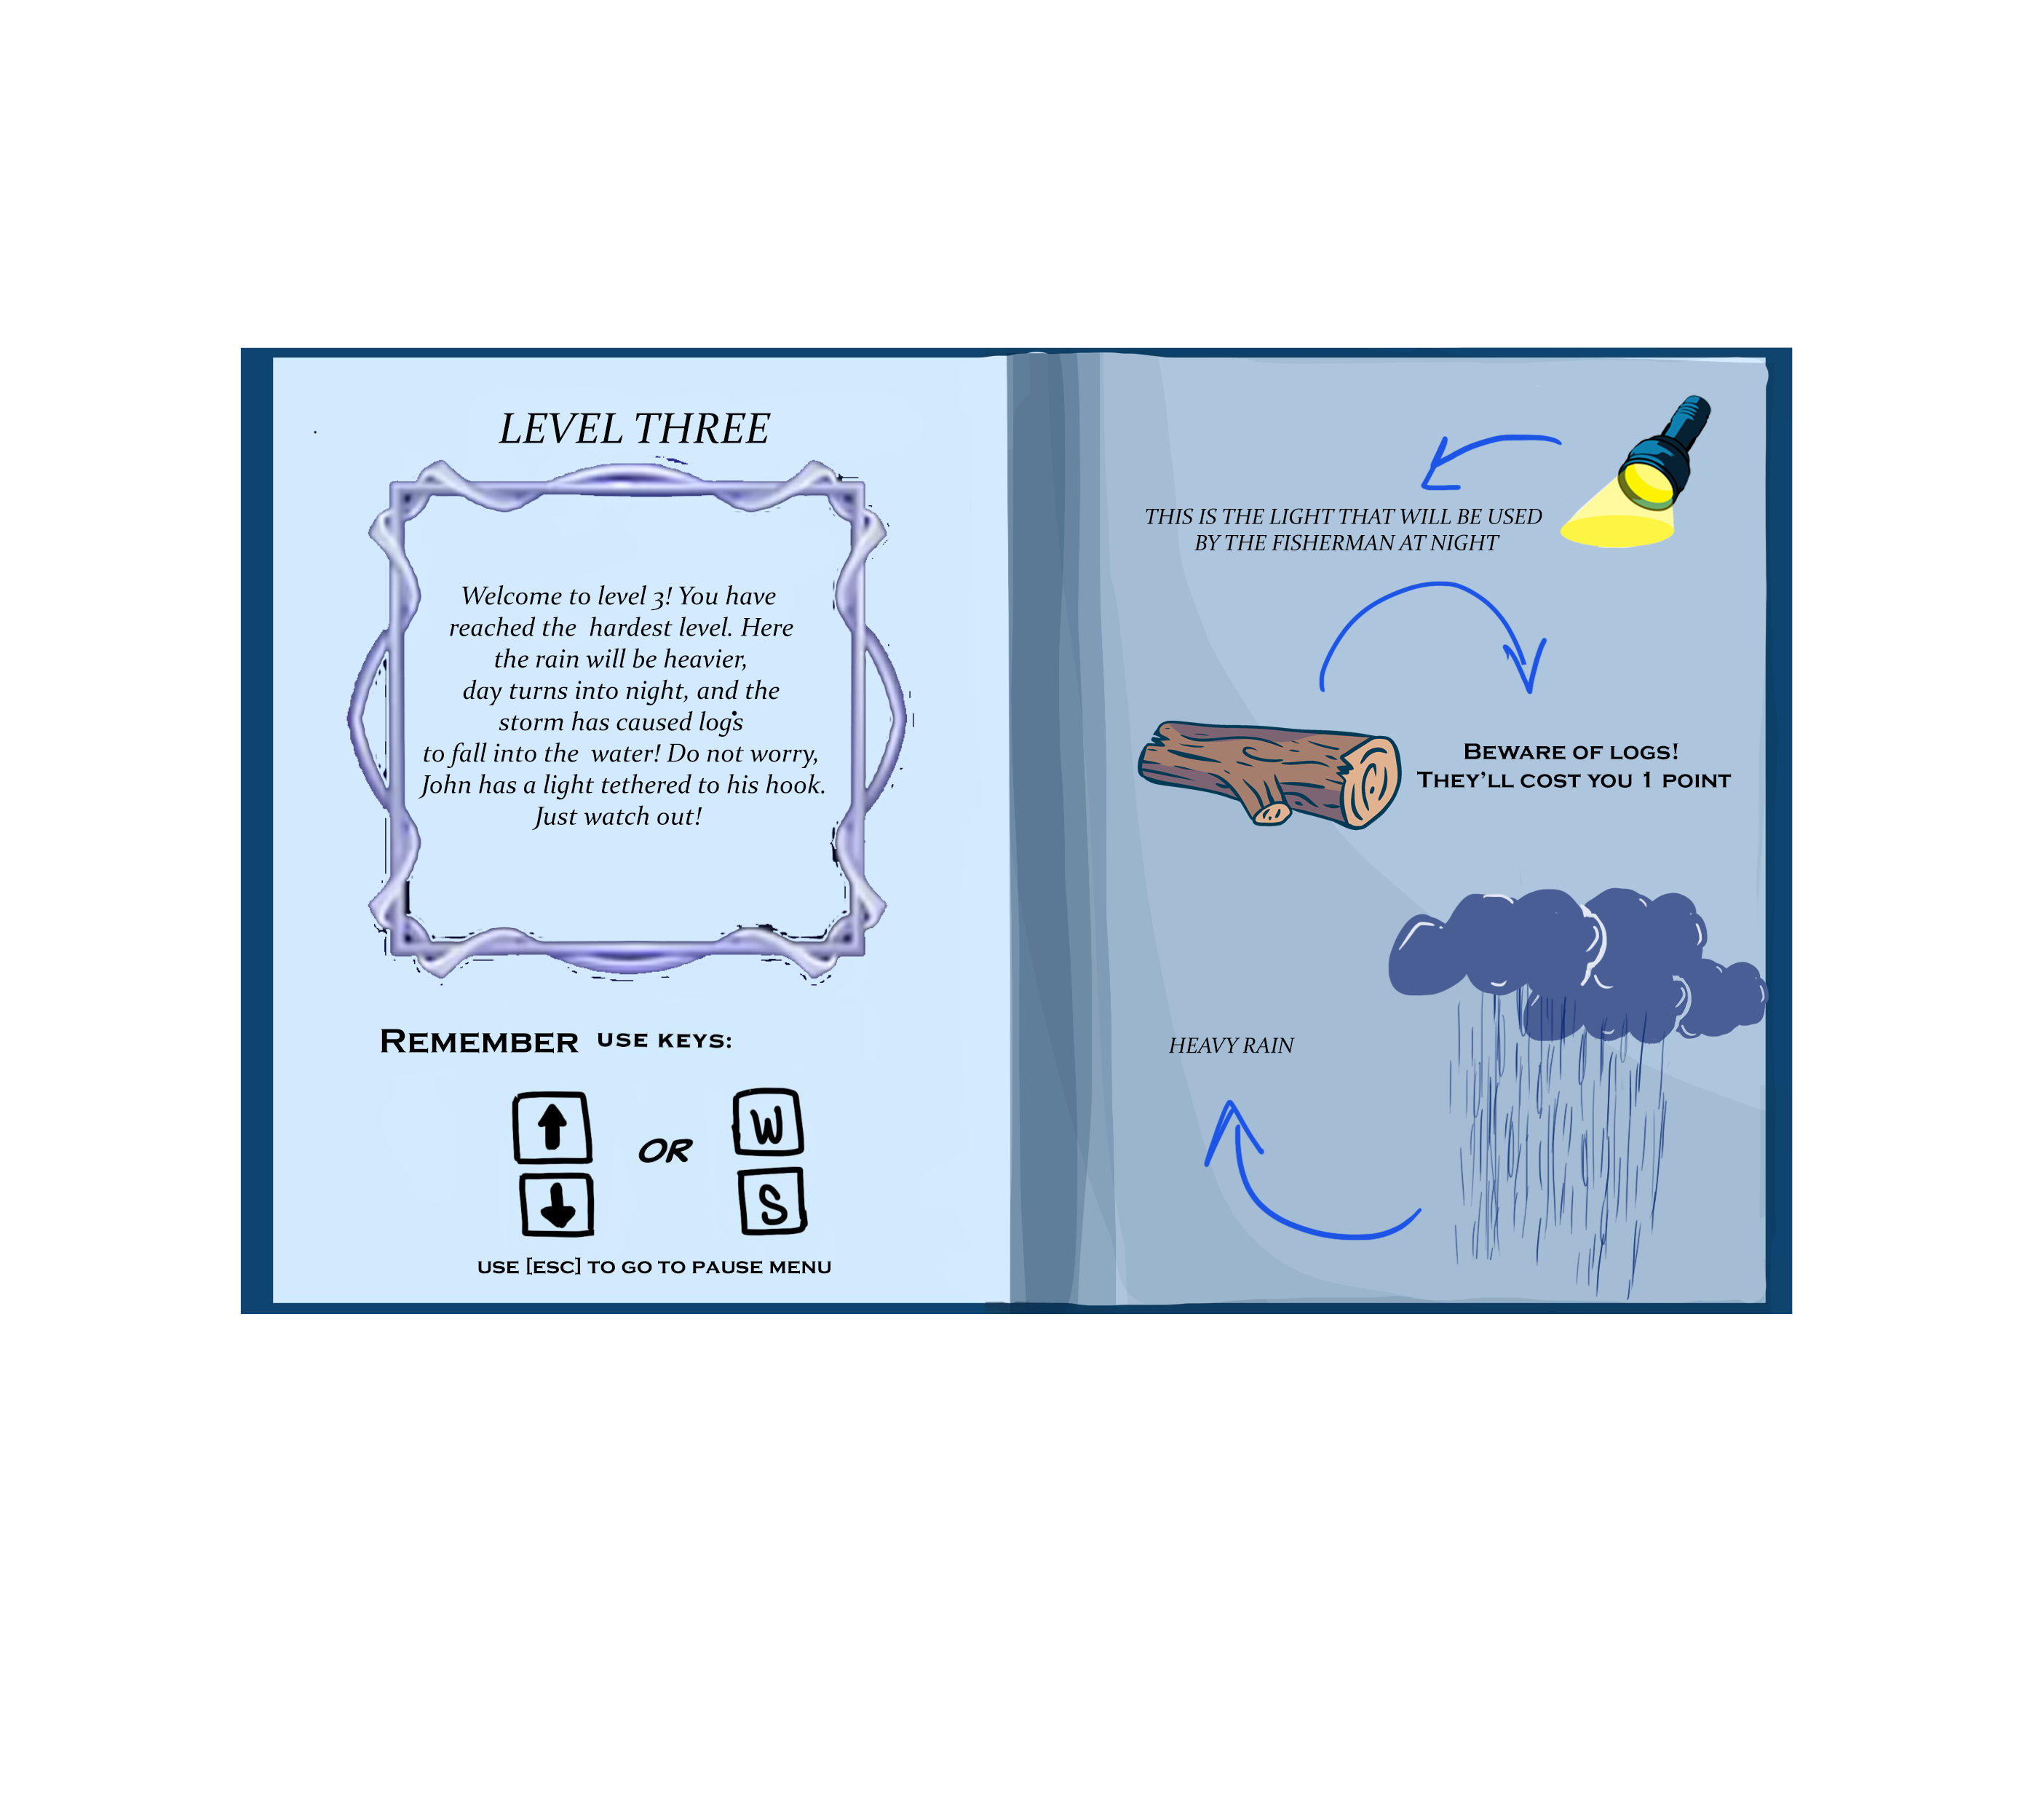 LEVEL THREE
Welcome to level 3! You have
reached the hardest level. Here
the rain will be heavier,
day turns into night, and the
storm has caused logs
to fall into the water! Do not worry,
John has a light tethered to his hook.
Just watch out!
REMEMBER USE KEYS:
OR
W
S
USE [ESC] TO GO TO PAUSE MENU
THIS IS THE LIGHT THAT WILL BE USED
BY THE FISHERMAN AT NIGHT
BEWARE OF LOGS!
THEY'LL COST YOU 1 POINT
HEAVY RAIN